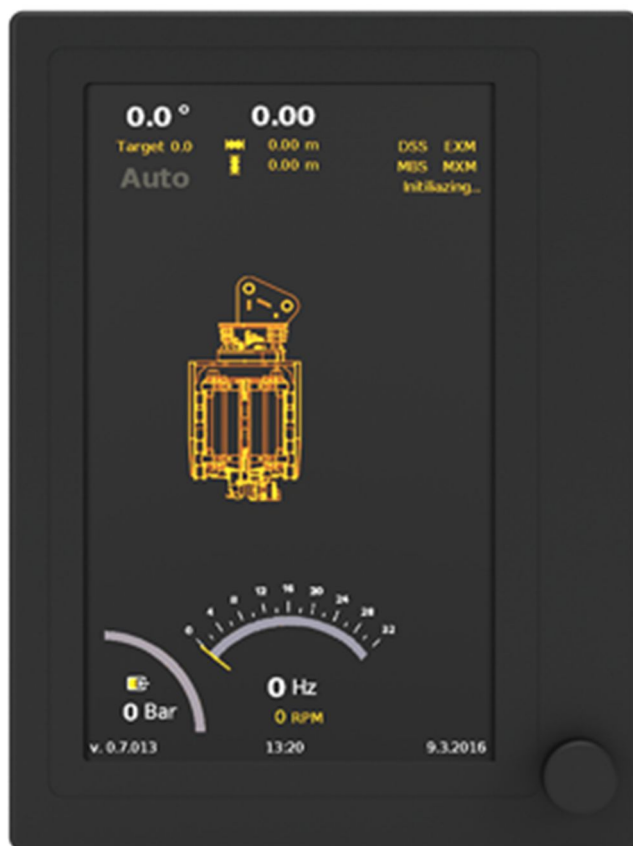 0.0 ° 0.00
Target 0.0 0.00 m DSS EXM
0.00 m MBS MXM
Auto Initiliazing...
0 4 8 12 16 20 24 28 32
0 Hz
0 Bar 0 RPM
v. 0.7.013 13:20 9.3.2016